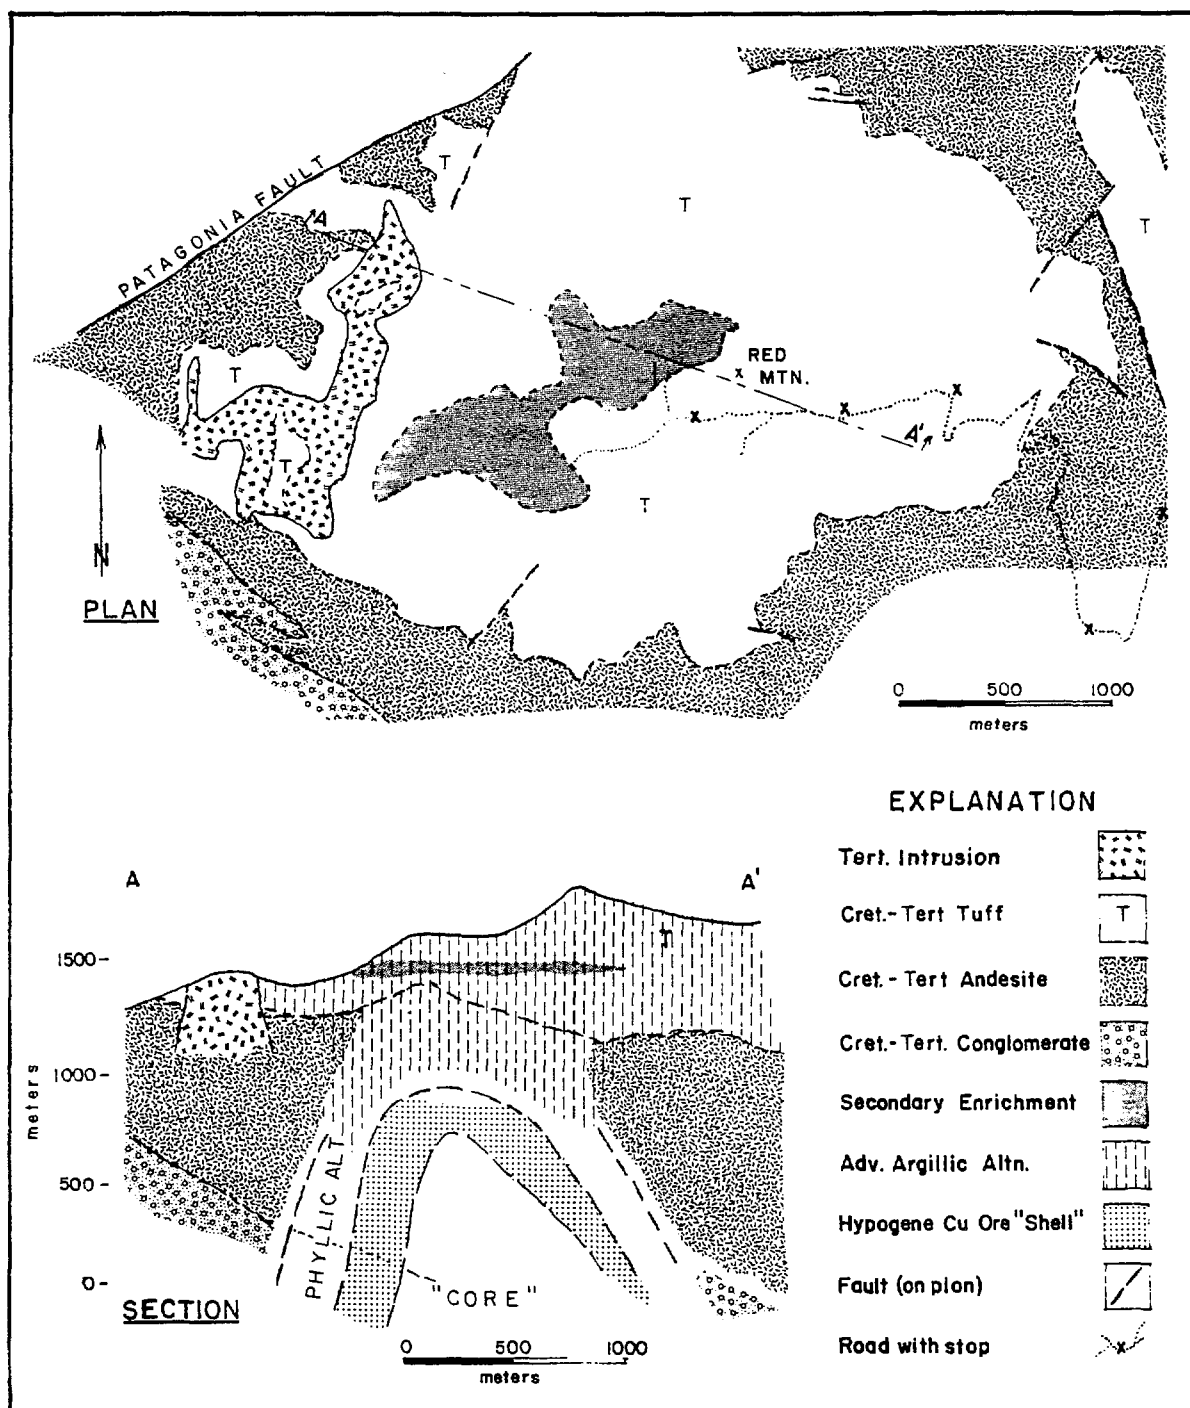 PATAGONIA FAULT
A
T
T
T
T
T
RED
MTN.
A'
T
T
N
PLAN
0 500 1000
meters
EXPLANATION
Tert. Intrusion
Cret.-Tert Tuff
T
Cret.-Tert Andesite
Cret.-Tert. Conglomerate
Secondary Enrichment
Adv. Argillic Altn.
Hypogene Cu Ore "Shell"
Fault (on plan)
Road with stop
A
A'
T
1500-
1000-
500-
0-
meters
PHYLLIC ALT
"CORE"
SECTION
0 500 1000
meters